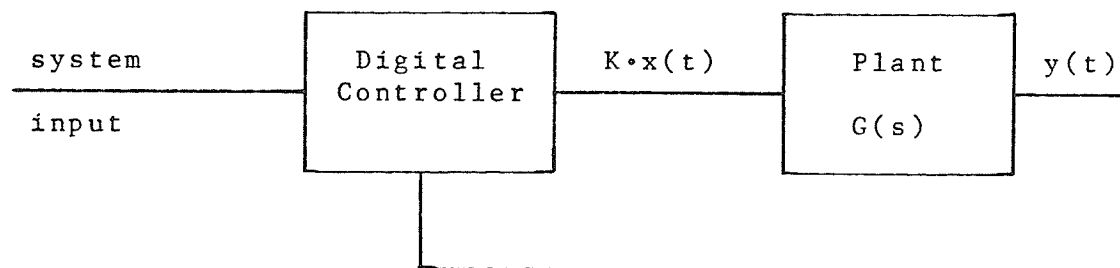 system
input
Digital
Controller
K•x(t)
Plant
G(s)
y(t)